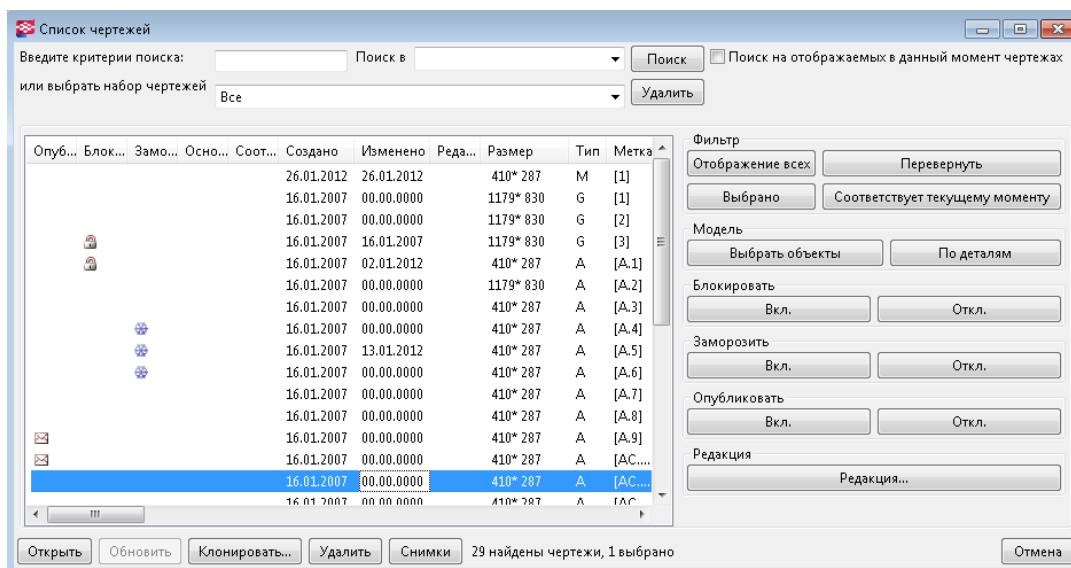 Список чертежей
Введите критерии поиска: Поиск в Поиск Поиск на отображаемых в данный момент чертежах
или выбрать набор чертежей Все Удалить
Опуб... Блок... Замо... Осно... Соот... Создано Изменено Реда... Размер Тип Метка
26.01.2012 26.01.2012 410* 287 M [1]
16.01.2007 00.00.0000 1179* 830 G [1]
16.01.2007 00.00.0000 1179* 830 G [2]
16.01.2007 16.01.2007 1179* 830 G [3]
16.01.2007 02.01.2012 410* 287 A [A.1]
16.01.2007 00.00.0000 1179* 830 A [A.2]
16.01.2007 00.00.0000 410* 287 A [A.3]
16.01.2007 00.00.0000 410* 287 A [A.4]
16.01.2007 13.01.2012 410* 287 A [A.5]
16.01.2007 00.00.0000 410* 287 A [A.6]
16.01.2007 00.00.0000 410* 287 A [A.7]
16.01.2007 00.00.0000 410* 287 A [A.8]
16.01.2007 00.00.0000 410* 287 A [A.9]
16.01.2007 00.00.0000 410* 287 A [AC....
16.01.2007 00.00.0000 410* 287 A [AC....
16.01.2007 00.00.0000 410* 287 A [AC
Фильтр
Отображение всех Перевернуть
Выбрано Соответствует текущему моменту
Модель
Выбрать объекты По деталям
Блокировать
Вкл. Откл.
Заморозить
Вкл. Откл.
Опубликовать
Вкл. Откл.
Редакция
Редакция...
Открыть Обновить Клонировать... Удалить Снимки 29 найдены чертежи, 1 выбрано Отмена